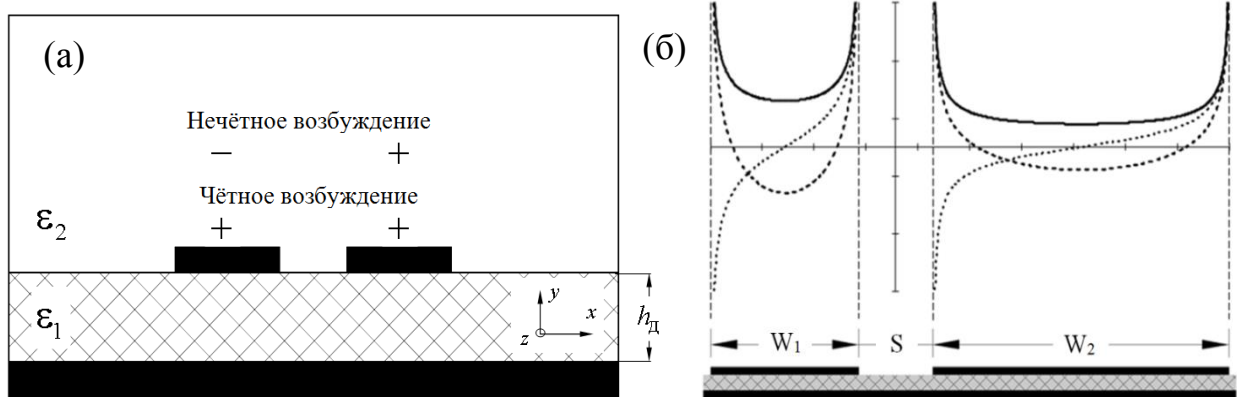 (а)
Нечётное возбуждение
− +
Чётное возбуждение
+ +
ε₂
ε₁
y
x
z
hд
(б)
W₁ S W₂